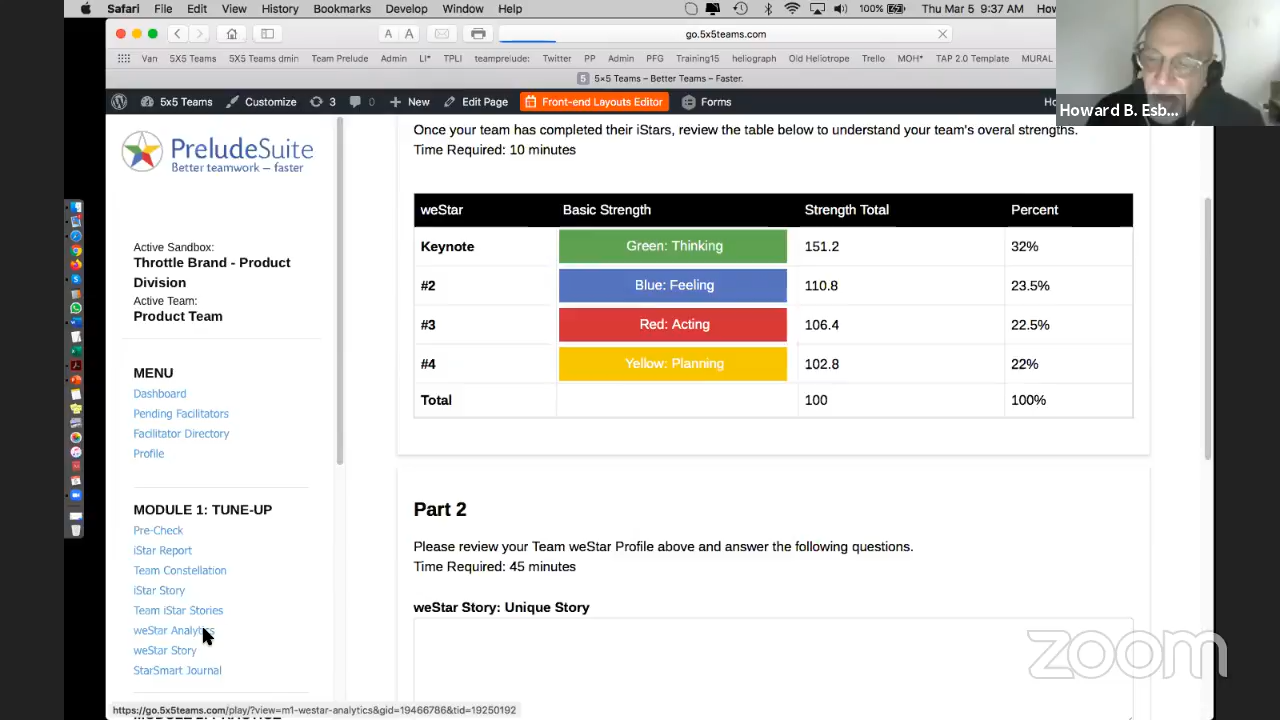 Safari File Edit View History Bookmarks Develop Window Help 100% Thu Mar 5 9:37 AM How
A A go.5x5teams.com
Van 5X5 Teams 5X5 Teams dmin Team Prelude Admin LI* TPLI teamprelude: Twitter PP Admin PFG Training15 heliograph Old Heliotrope Trello MOH* TAP 2.0 Template MURAL
5 5×5 Teams – Better Teams – Faster.
5x5 Teams Customize 3 0 New Edit Page Front-end Layouts Editor Forms Ho
Howard B. Esb...
PreludeSuite
Better teamwork – faster
Active Sandbox:
Throttle Brand - Product
Division
Active Team:
Product Team
MENU
Dashboard
Pending Facilitators
Facilitator Directory
Profile
MODULE 1: TUNE-UP
Pre-Check
iStar Report
Team Constellation
iStar Story
Team iStar Stories
weStar Analytics
weStar Story
StarSmart Journal
https://go.5x5teams.com/play/?view=m1-westar-analytics&gid=19466786&tid=19250192
Once your team has completed their iStars, review the table below to understand your team's overal strengths.
Time Required: 10 minutes
weStar Basic Strength Strength Total Percent
Keynote Green: Thinking 151.2 32%
#2 Blue: Feeling 110.8 23.5%
#3 Red: Acting 106.4 22.5%
#4 Yellow: Planning 102.8 22%
Total 100 100%
Part 2
Please review your Team weStar Profile above and answer the following questions.
Time Required: 45 minutes
weStar Story: Unique Story
zoom